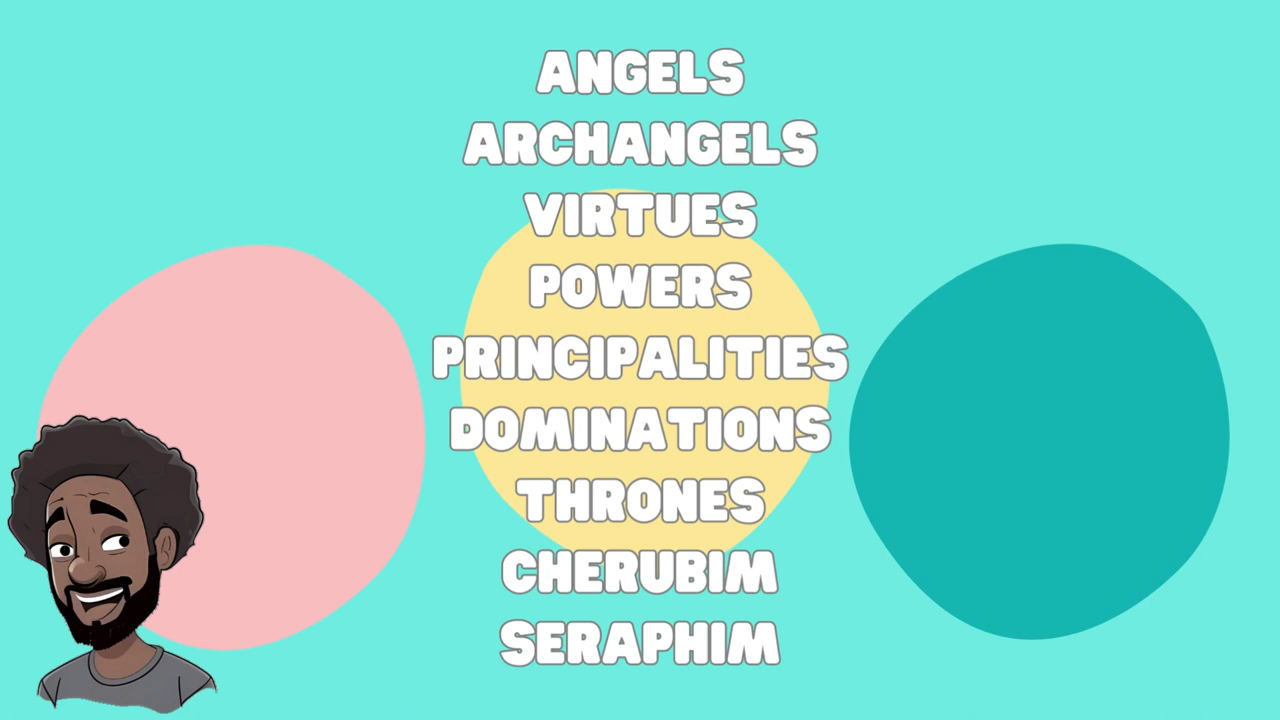 ANGELS
ARCHANGELS
VIRTUES
POWERS
PRINCIPALITIES
DOMINATIONS
THRONES
CHERUBIM
SERAPHIM